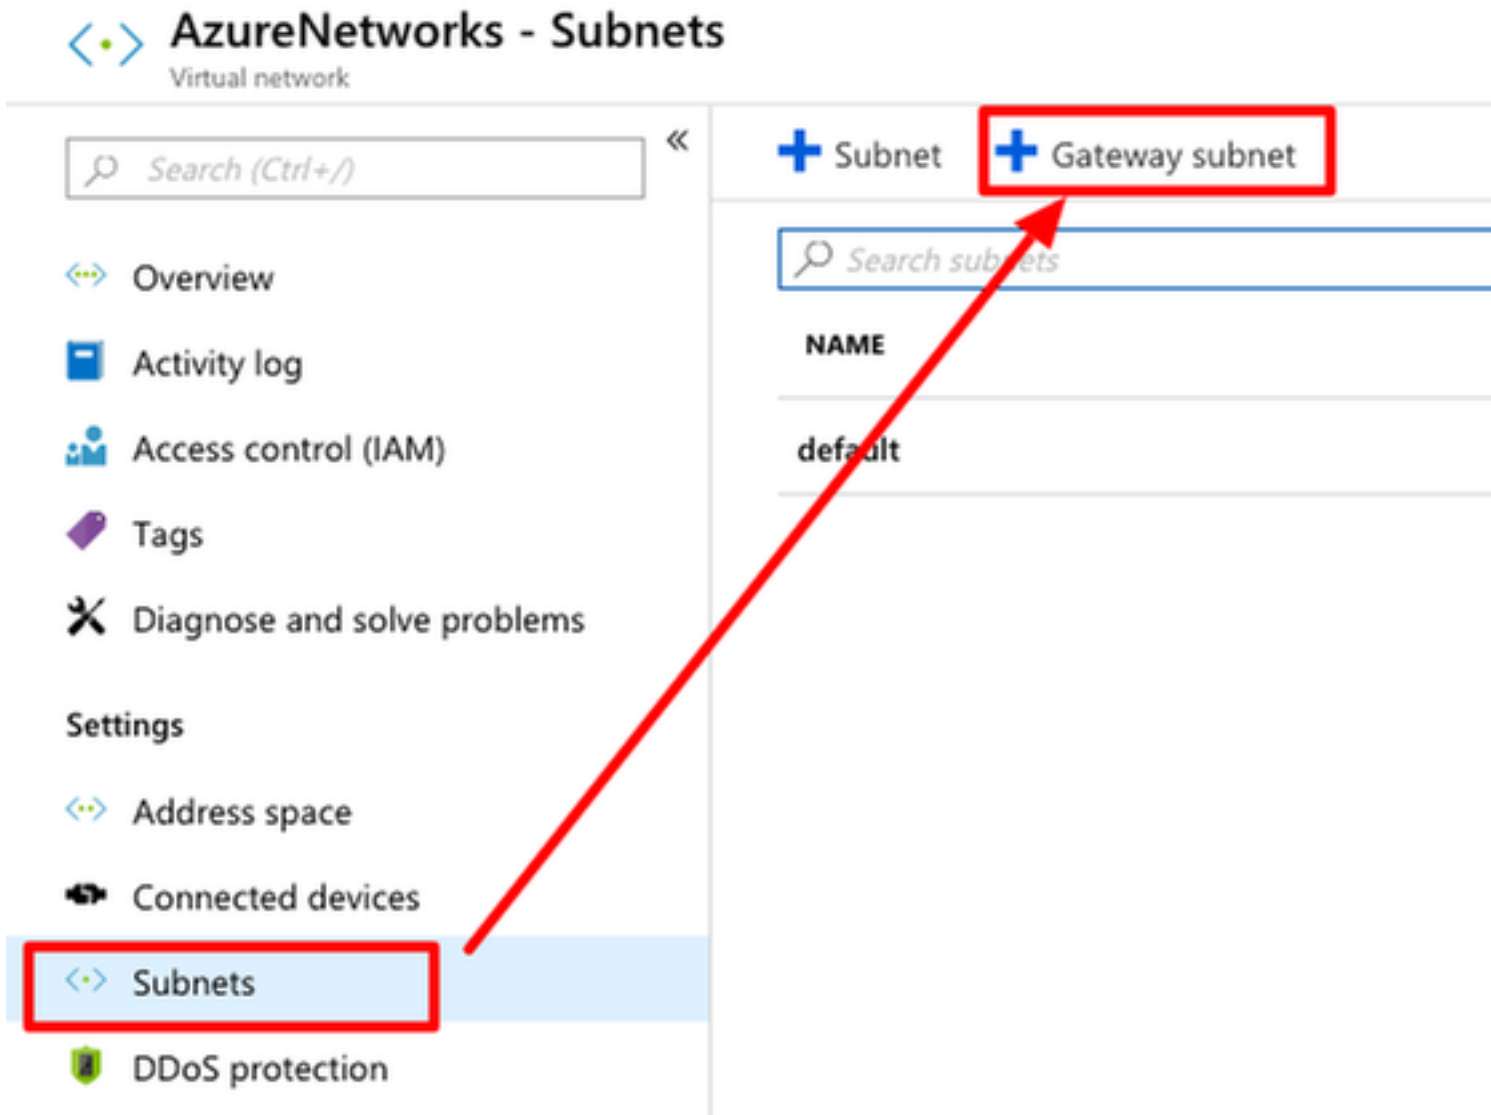 AzureNetworks - Subnets
Virtual network
Search (Ctrl+/)
«
Overview
Activity log
Access control (IAM)
Tags
Diagnose and solve problems
Settings
Address space
Connected devices
Subnets
DDoS protection
Subnet
Gateway subnet
Search subnets
NAME
default